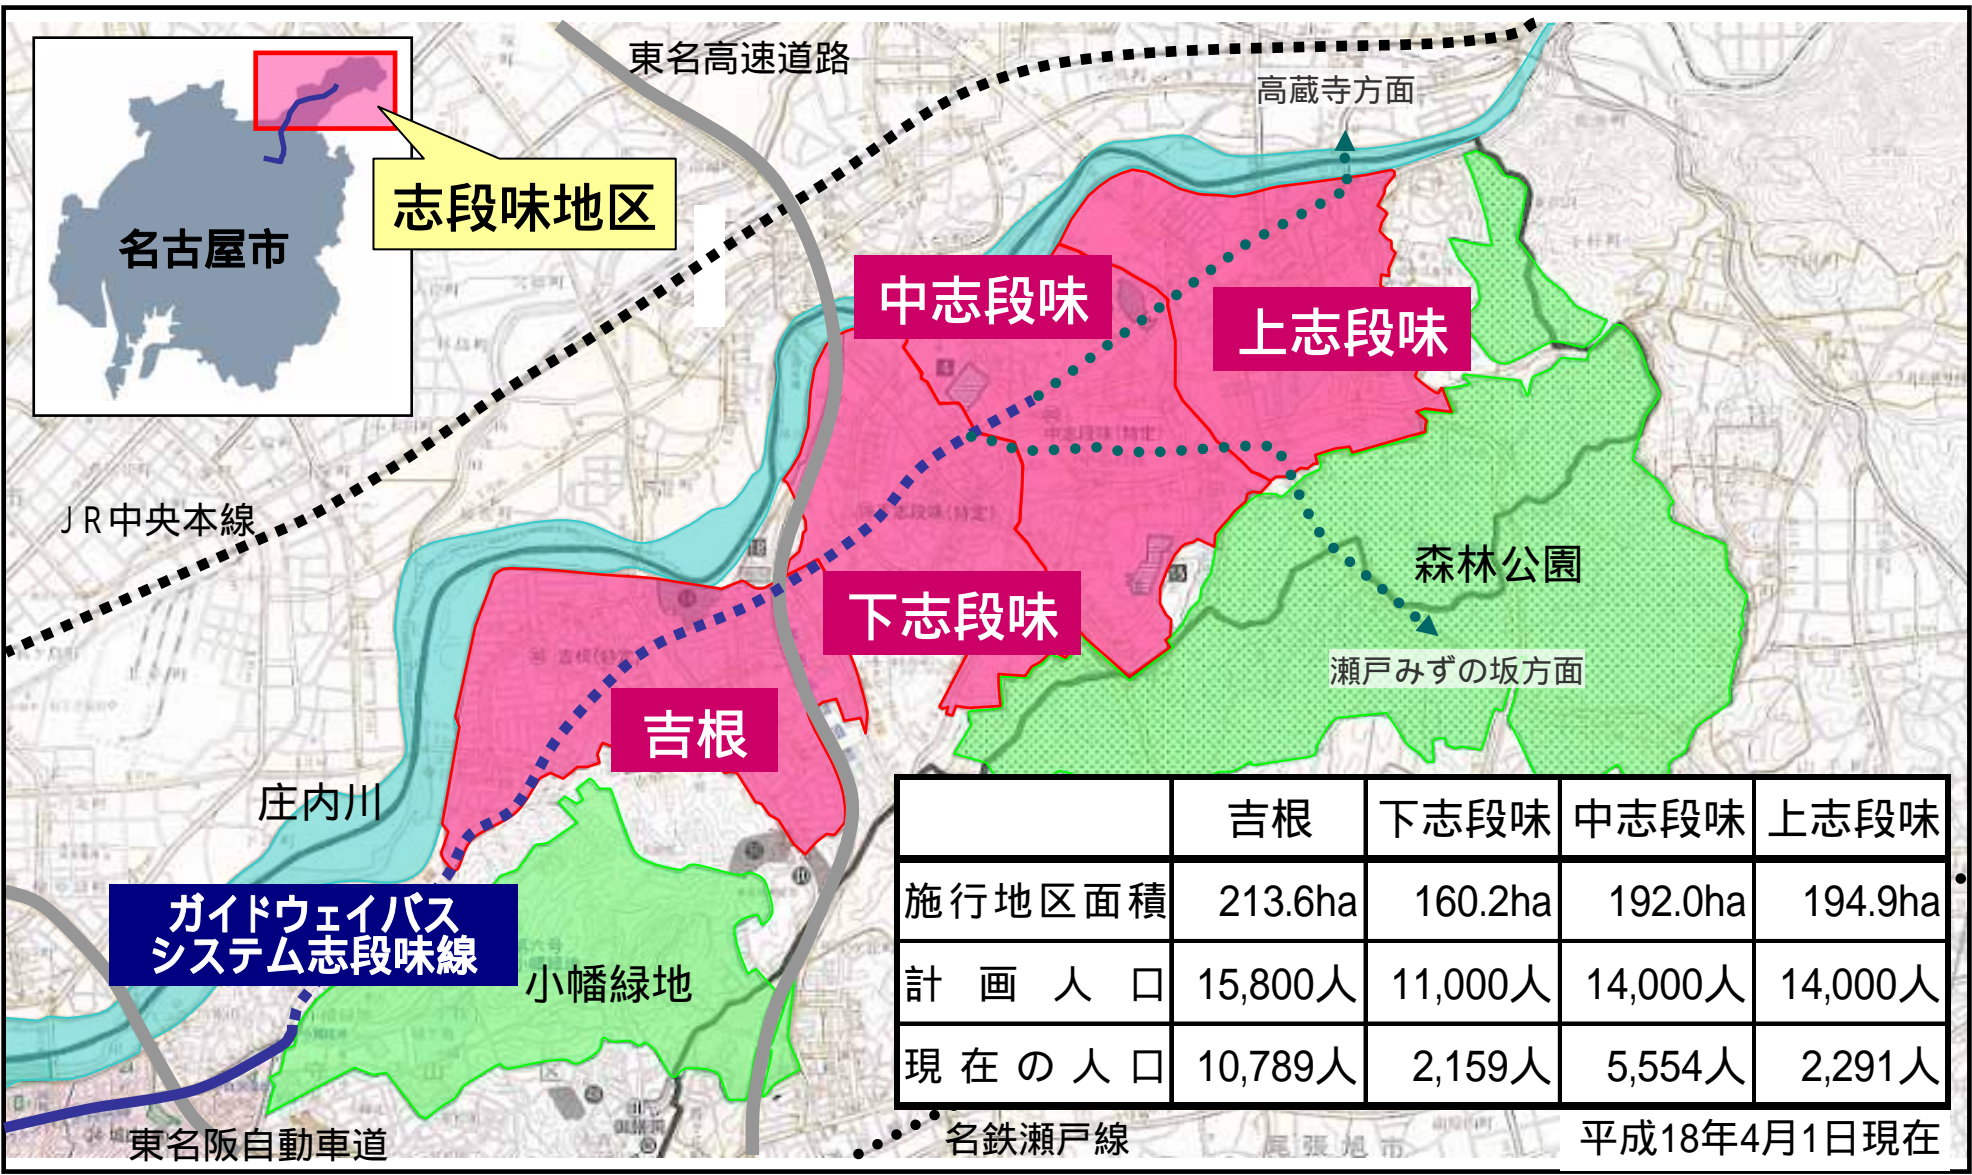 東名高速道路
高蔵寺方面
志段味地区
名古屋市
中志段味
上志段味
JR中央本線
森林公園
下志段味
瀬戸みずの坂方面
吉根
庄内川
ガイドウェイバス
システム志段味線
小幡緑地
吉根 下志段味 中志段味 上志段味
施行地区面積 213.6ha 160.2ha 192.0ha 194.9ha
計画人口 15,800人 11,000人 14,000人 14,000人
現在の人口 10,789人 2,159人 5,554人 2,291人
東名阪自動車道
名鉄瀬戸線
尾張旭市
平成18年4月1日現在